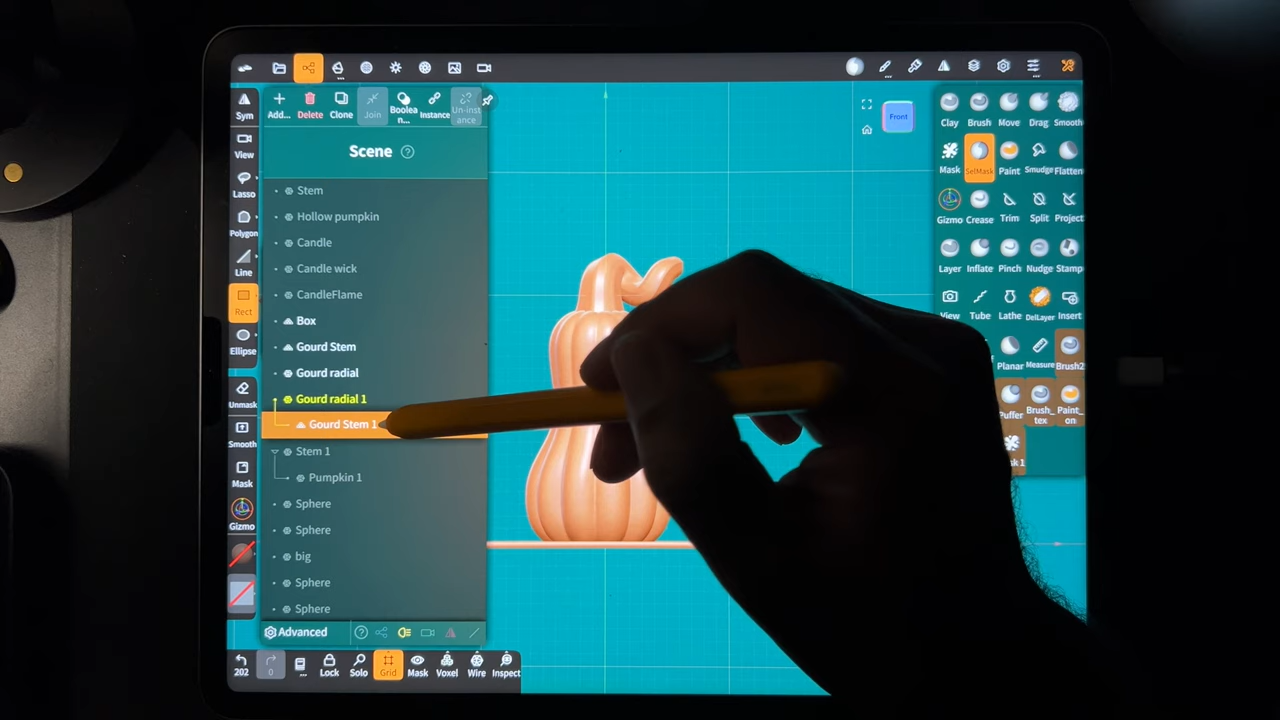 Add...
Delete
Clone
Join
Boolea
n...
Instance
Un-inst
ance
Scene ?
Stem
Hollow pumpkin
Candle
Candle wick
CandleFlame
Box
Gourd Stem
Gourd radial
Gourd radial 1
Gourd Stem 1
Stem 1
Pumpkin 1
Sphere
Sphere
big
Sphere
Sphere
Advanced
?
Sym
View
Lasso
Polygon
Line
Rect
Ellipse
Unmask
Smooth
Mask
Gizmo
202
0
...
Lock
Solo
Grid
Mask
Voxel
Wire
Inspect
Front
Clay Brush Move Drag Smooth
Mask SelMask Paint Smudge Flatten
Gizmo Crease Trim Split Project
Layer Inflate Pinch Nudge Stamp
View Tube Lathe DelLayer Insert
Planar Measure Brush2
Puffer Brush_ Paint_
tex on